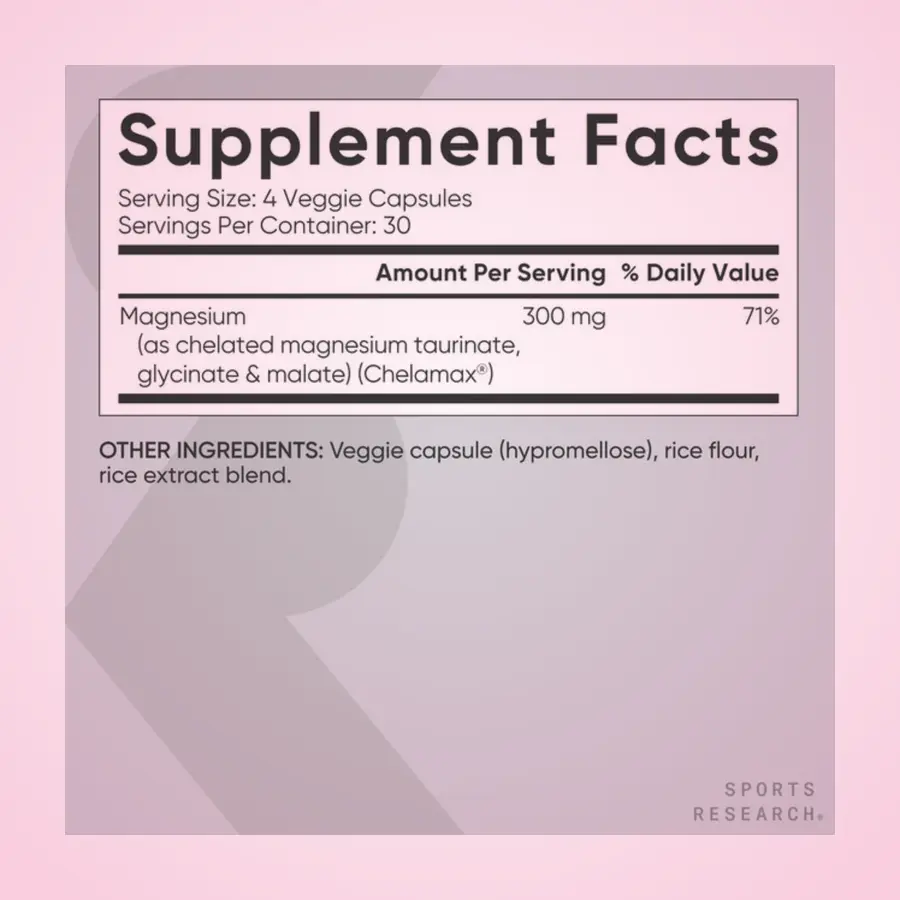 Supplement Facts
Serving Size: 4 Veggie Capsules
Servings Per Container: 30
Amount Per Serving % Daily Value
Magnesium 300 mg 71%
(as chelated magnesium taurinate,
glycinate & malate) (Chelamax®)
OTHER INGREDIENTS: Veggie capsule (hypromellose), rice flour,
rice extract blend.
SPORTS
RESEARCH®